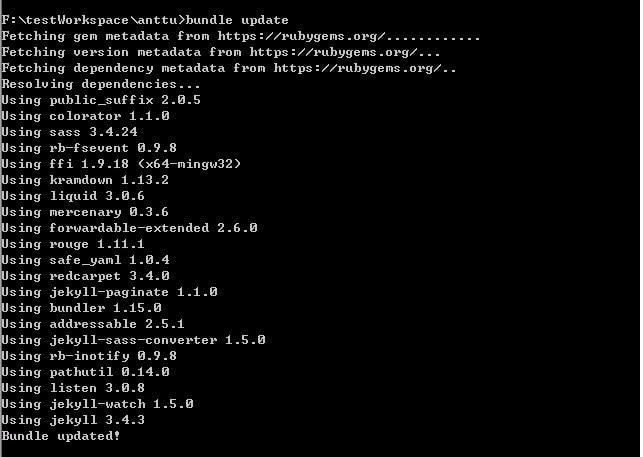 F:\testWorkspace\anttu>bundle update
Fetching gem metadata from https://rubygems.org/............
Fetching version metadata from https://rubygems.org/...
Fetching dependency metadata from https://rubygems.org/..
Resolving dependencies...
Using public_suffix 2.0.5
Using colorator 1.1.0
Using sass 3.4.24
Using rb-fsevent 0.9.8
Using ffi 1.9.18 (x64-mingw32)
Using kramdown 1.13.2
Using liquid 3.0.6
Using mercenary 0.3.6
Using forwardable-extended 2.6.0
Using rouge 1.11.1
Using safe_yaml 1.0.4
Using redcarpet 3.4.0
Using jekyll-paginate 1.1.0
Using bundler 1.15.0
Using addressable 2.5.1
Using jekyll-sass-converter 1.5.0
Using rb-inotify 0.9.8
Using pathutil 0.14.0
Using listen 3.0.8
Using jekyll-watch 1.5.0
Using jekyll 3.4.3
Bundle updated!